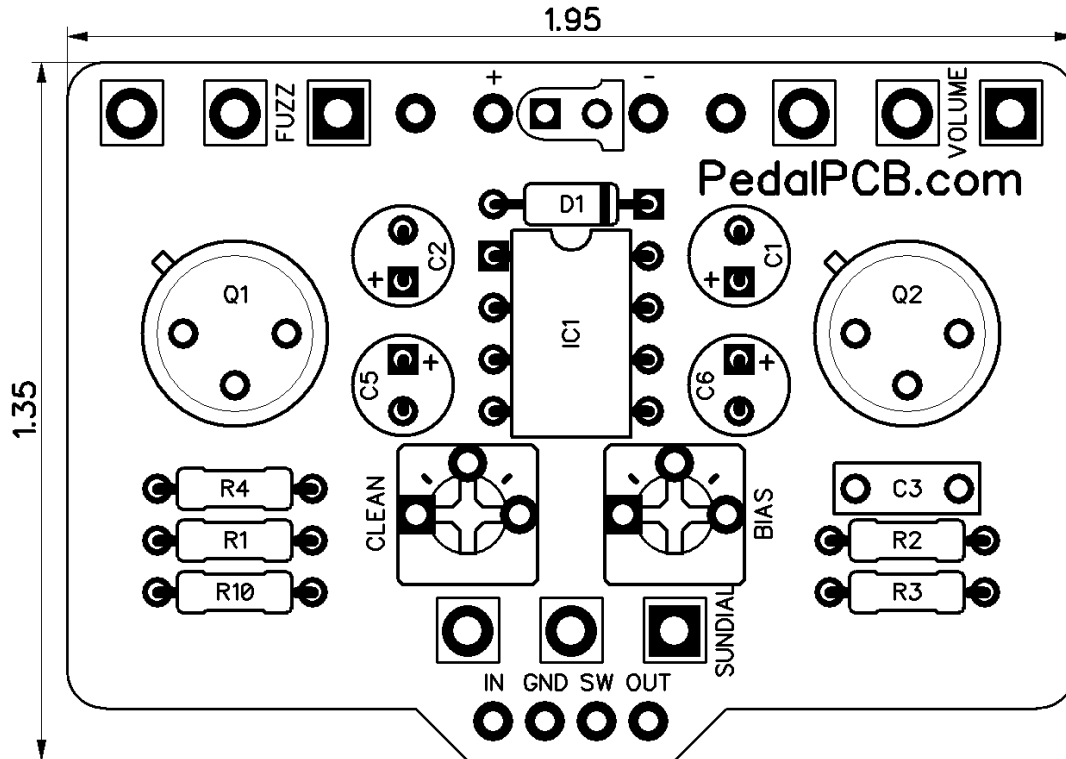 1.95
+
-
FUZZ
VOLUME
PedalPCB.com
D1
C2
+
C1
+
Q1
Q2
IC1
1.35
C5
+
C6
+
CLEAN
BIAS
R4
C3
R1
R2
R10
R3
SUNDIAL
IN GND SW OUT